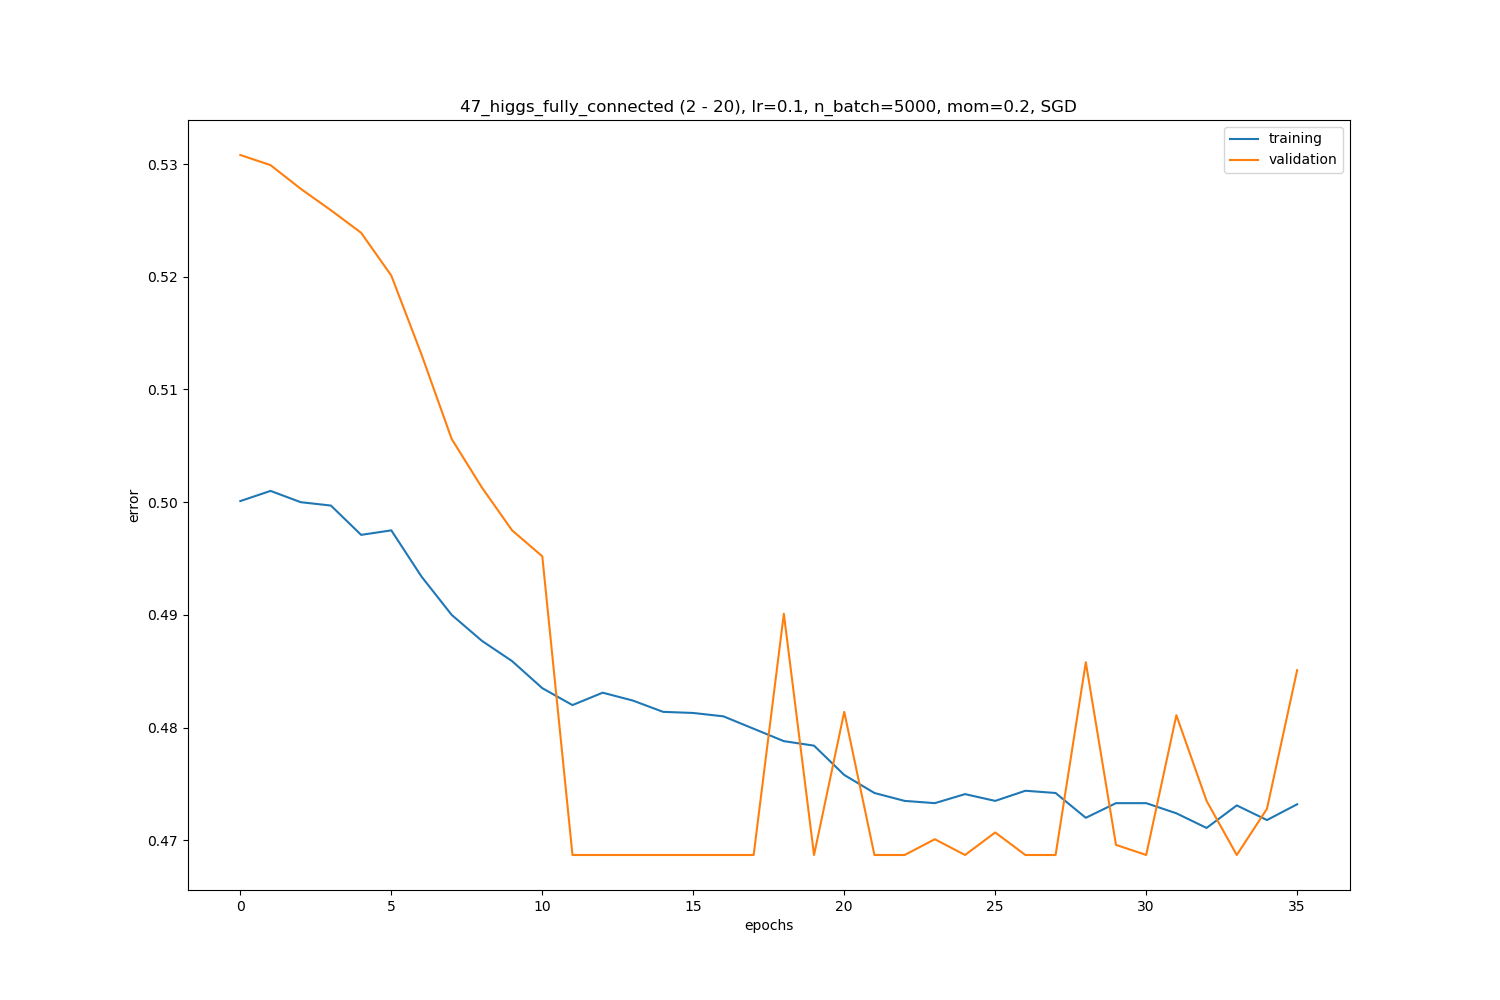 47_higgs_fully_connected (2 - 20), lr=0.1, n_batch=5000, mom=0.2, SGD
training
validation
0.53
0.52
0.51
0.50
0.49
0.48
0.47
error
0 5 10 15 20 25 30 35
epochs